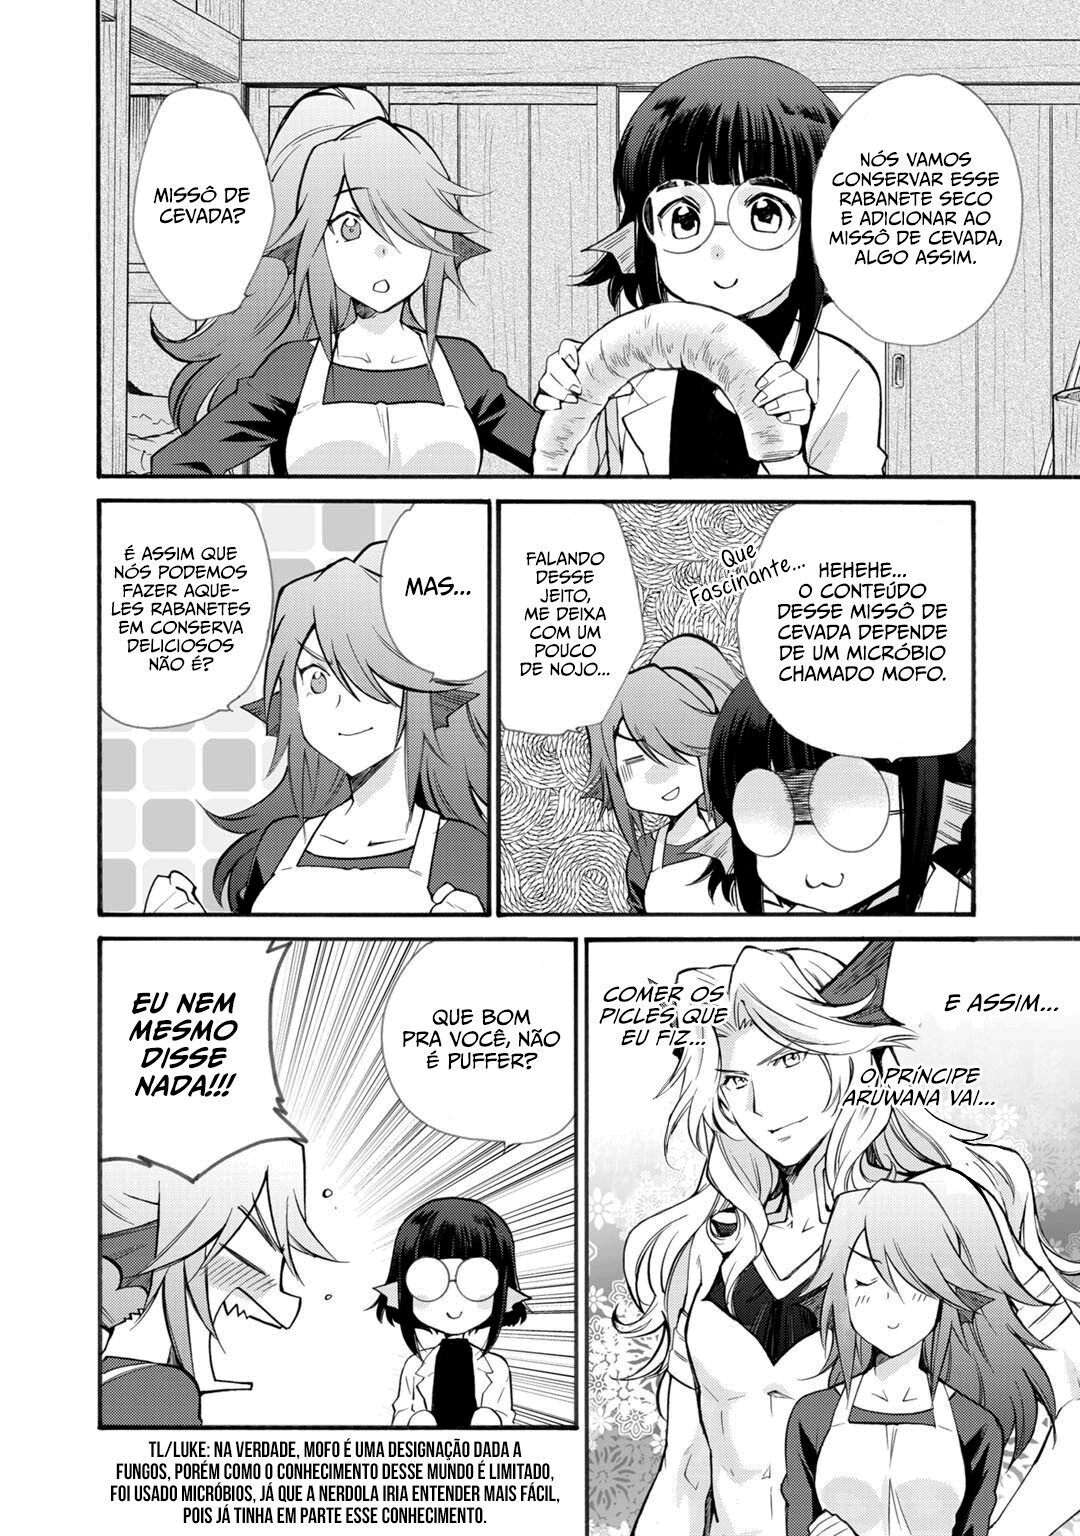 NÓS VAMOS
CONSERVAR ESSE
RABANETE SECO
E ADICIONAR AO
MISSÔ DE CEVADA,
ALGO ASSIM.
MISSÔ DE
CEVADA?
HEHEHE...
O CONTEÚDO
DESSE MISSÔ DE
CEVADA DEPENDE
DE UM MICRÓBIO
CHAMADO MOFO.
Que
Fascinante...
FALANDO
DESSE
JEITO,
ME DEIXA
COM UM
POUCO
DE NOJO...
MAS...
É ASSIM QUE
NÓS PODEMOS
FAZER AQUE-
LES RABANETES
EM CONSERVA
DELICIOSOS
NÃO É?
E ASSIM...
O PRÍNCIPE
ARUWANA VAI...
COMER OS
PICLES QUE
EU FIZ...
QUE BOM
PRA VOCÊ, NÃO
É PUFFER?
EU NEM
MESMO
DISSE
NADA!!!
TL/LUKE: NA VERDADE, MOFO É UMA DESIGNAÇÃO DADA A
FUNGOS, PORÉM COMO O CONHECIMENTO DESSE MUNDO É LIMITADO,
FOI USADO MICRÓBIOS, JÁ QUE A NERDOLA IRIA ENTENDER MAIS FÁCIL,
POIS JÁ TINHA EM PARTE ESSE CONHECIMENTO.